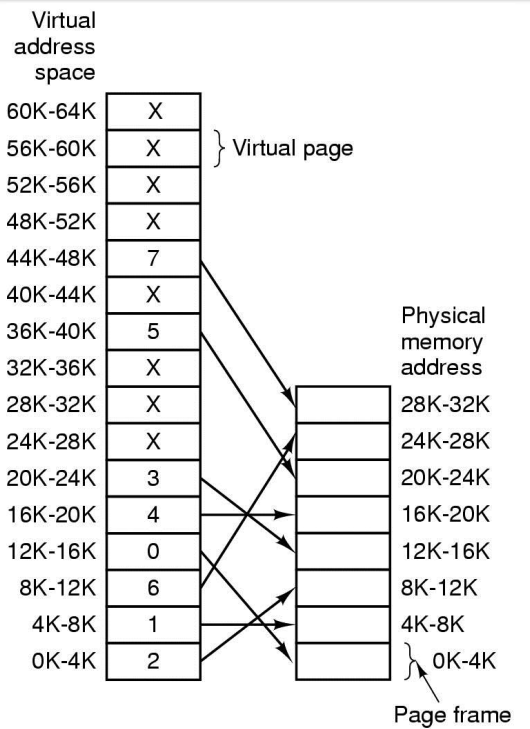 Virtual
address
space
60K-64K X
56K-60K X Virtual page
52K-56K X
48K-52K X
44K-48K 7
40K-44K X
36K-40K 5
32K-36K X
28K-32K X
24K-28K X
20K-24K 3
16K-20K 4
12K-16K 0
8K-12K 6
4K-8K 1
0K-4K 2
Physical
memory
address
28K-32K
24K-28K
20K-24K
16K-20K
12K-16K
8K-12K
4K-8K
0K-4K
Page frame